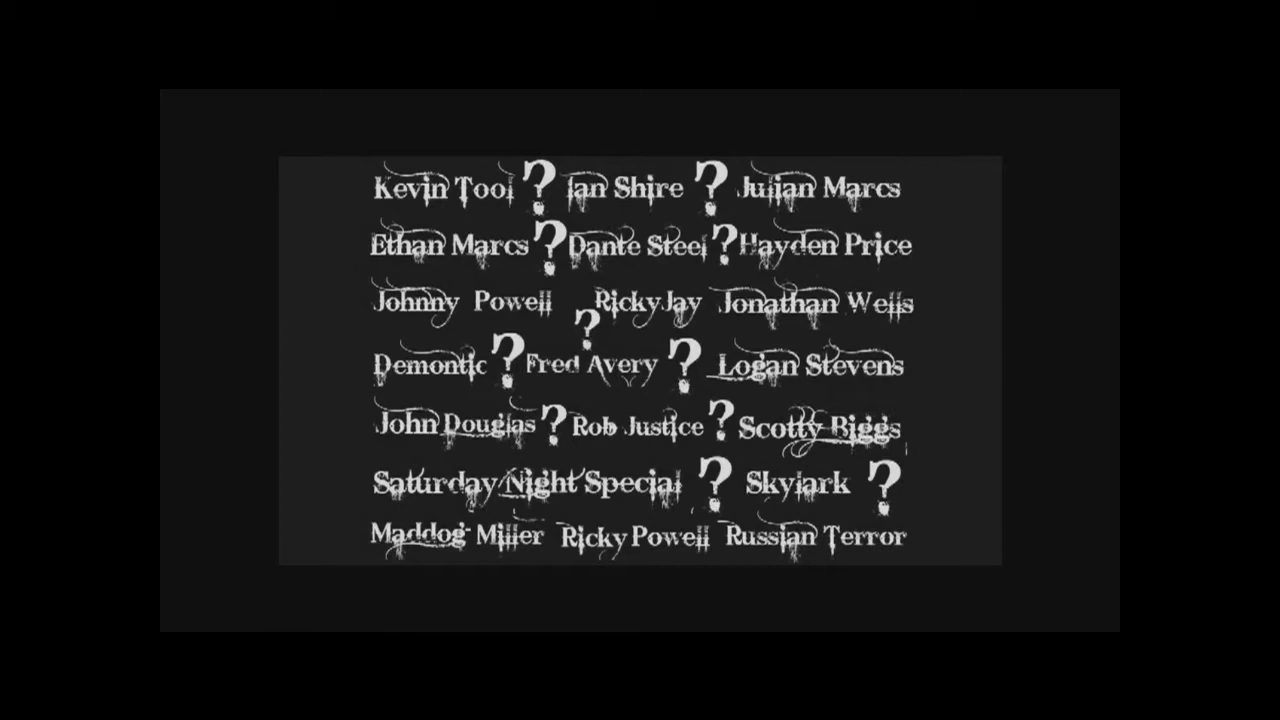 Kevin Tool ? Ian Shire ? Julian Marcs
Ethan Marcs ? Dante Steel ? Hayden Price
Johnny Powell ? Ricky Jay Jonathan Wells
Demontic ? Fred Avery ? Logan Stevens
John Douglas ? Rob Justice ? Scotty Biggs
Saturday Night Special ? Skylark ?
Maddog Miller Ricky Powell Russian Terror